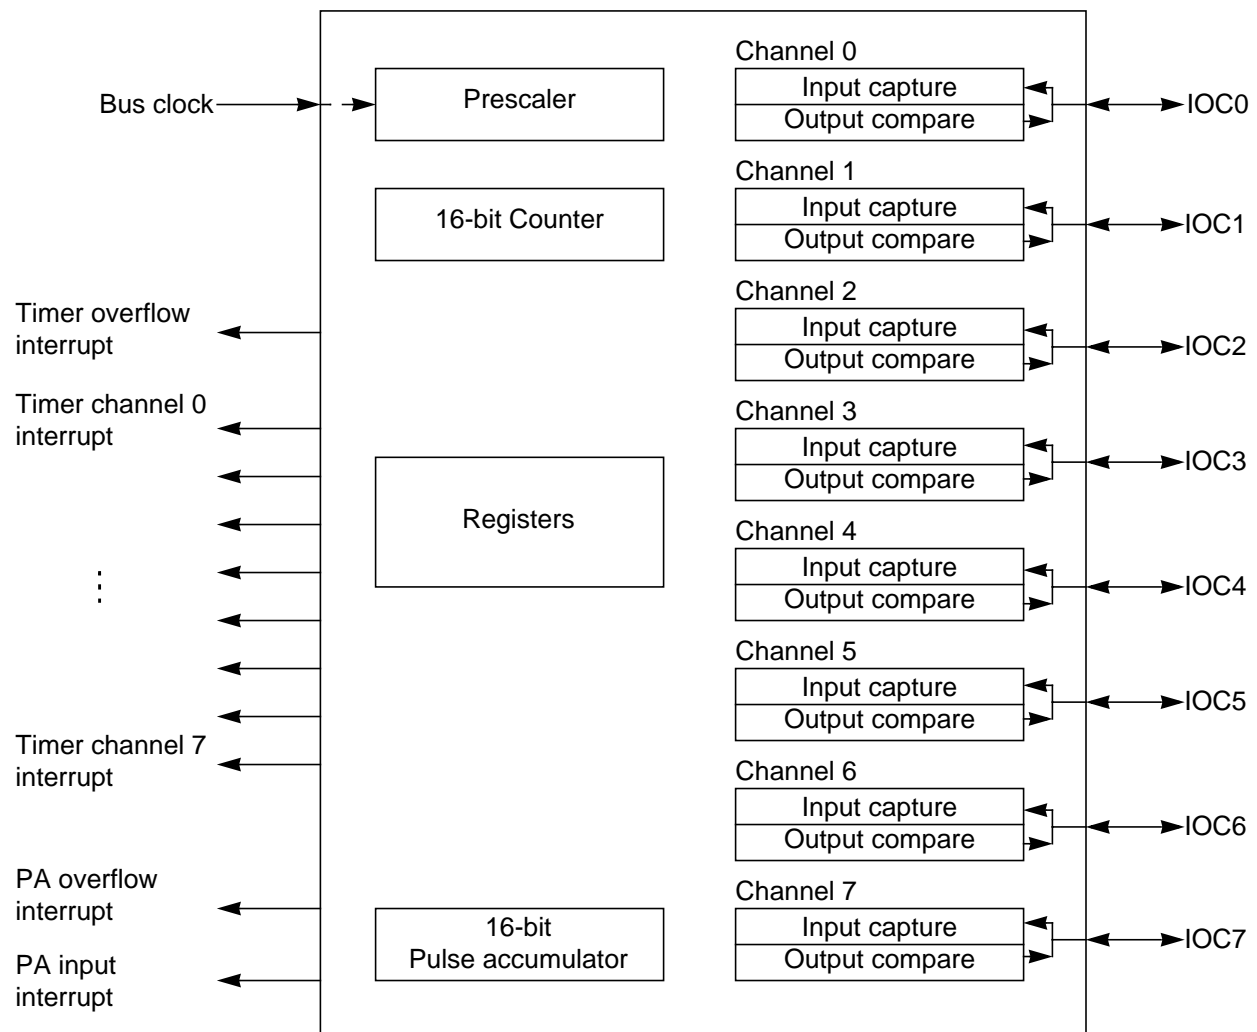 Channel 0
Bus clock
Prescaler
Input capture
Output compare
IOC0
Channel 1
16-bit Counter
Input capture
Output compare
IOC1
Timer overflow
interrupt
Channel 2
Input capture
Output compare
IOC2
Timer channel 0
interrupt
Channel 3
Input capture
Output compare
IOC3
Registers
Channel 4
Input capture
Output compare
IOC4
Channel 5
Input capture
Output compare
IOC5
Timer channel 7
interrupt
Channel 6
Input capture
Output compare
IOC6
PA overflow
interrupt
Channel 7
16-bit
Pulse accumulator
Input capture
Output compare
IOC7
PA input
interrupt